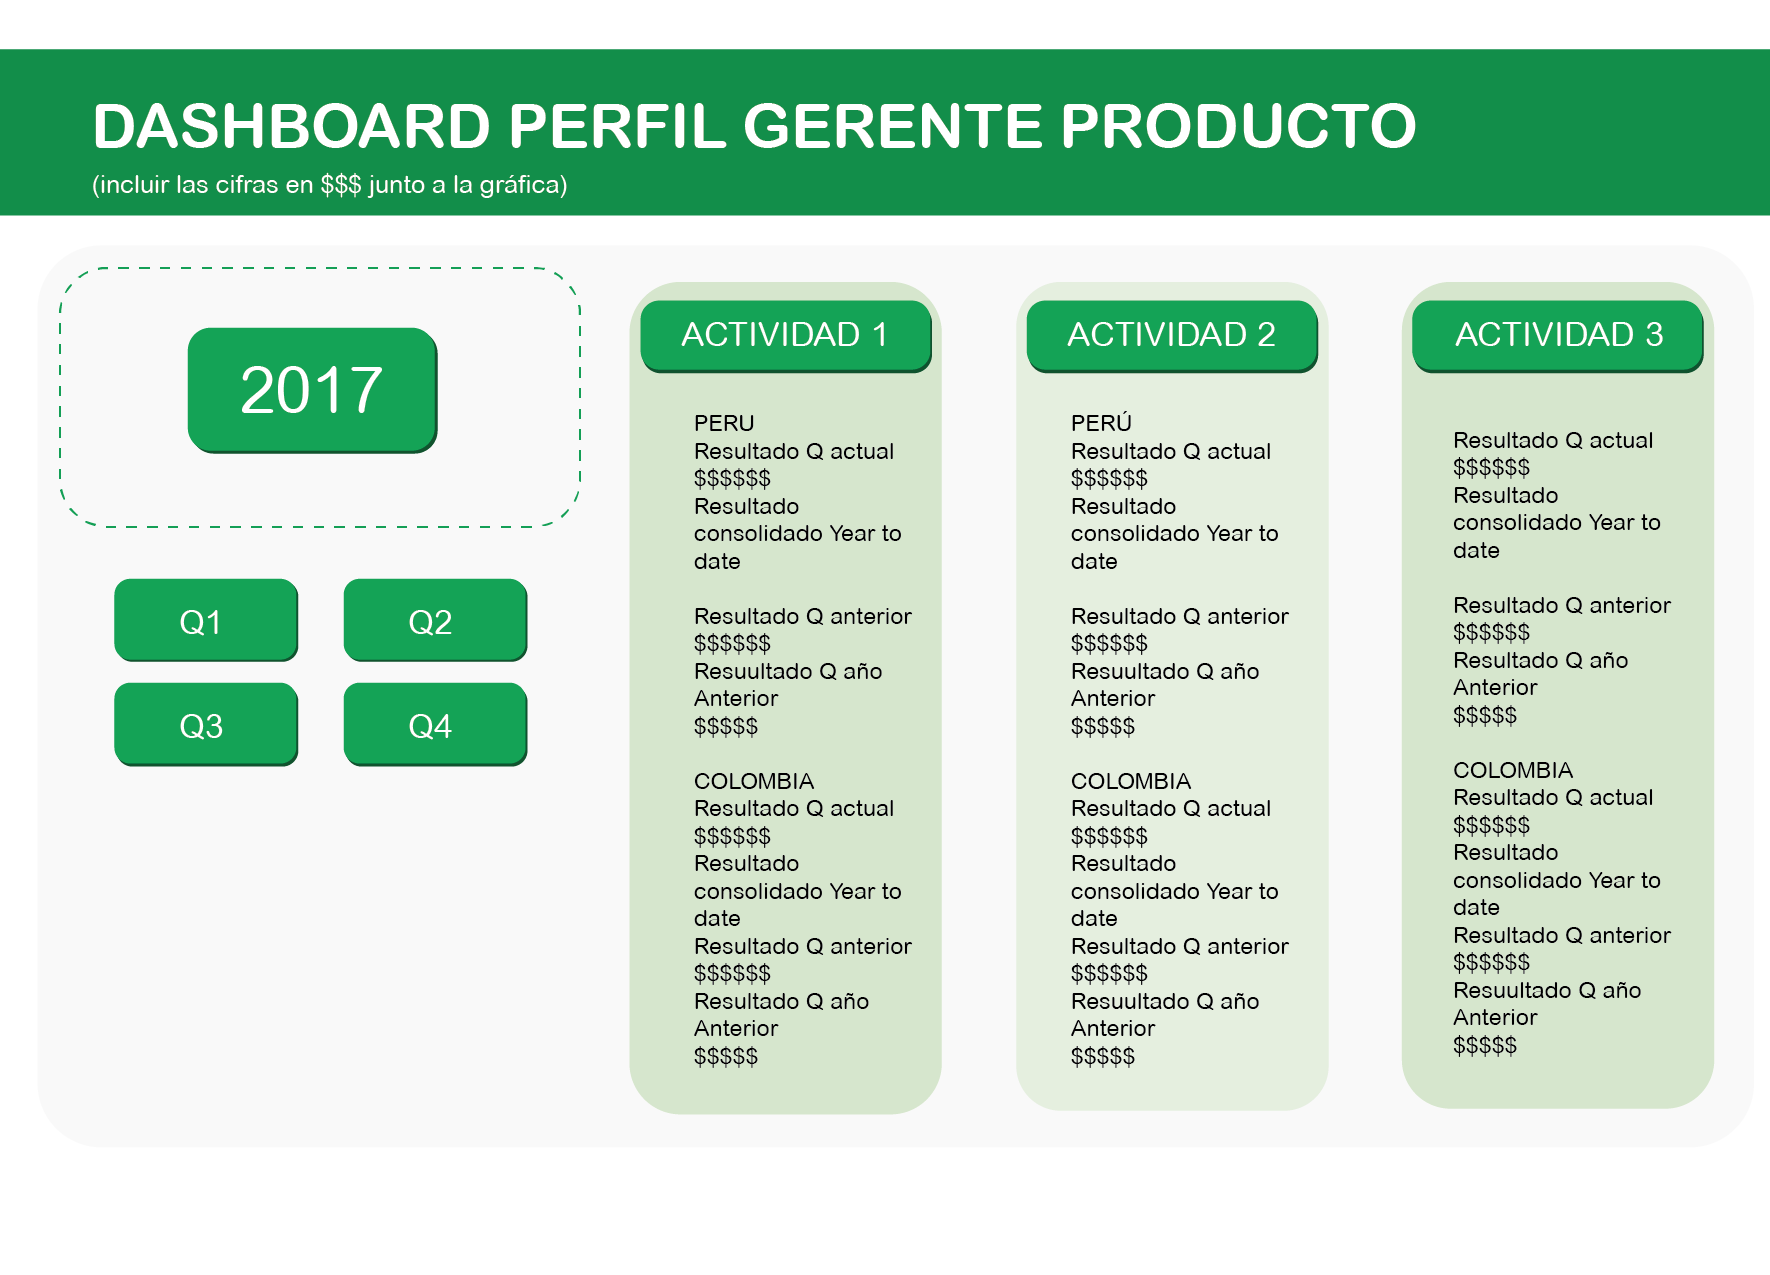 DASHBOARD PERFIL GERENTE PRODUCTO
(incluir las cifras en $$$ junto a la gráfica)
2017
Q1
Q2
Q3
Q4
ACTIVIDAD 1
PERU
Resultado Q actual
$$$$$$
Resultado
consolidado Year to
date
Resultado Q anterior
$$$$$$
Resuultado Q año
Anterior
$$$$$
COLOMBIA
Resultado Q actual
$$$$$$
Resultado
consolidado Year to
date
Resultado Q anterior
$$$$$$
Resultado Q año
Anterior
$$$$$
ACTIVIDAD 2
PERÚ
Resultado Q actual
$$$$$$
Resultado
consolidado Year to
date
Resultado Q anterior
$$$$$$
Resuultado Q año
Anterior
$$$$$
COLOMBIA
Resultado Q actual
$$$$$$
Resultado
consolidado Year to
date
Resultado Q anterior
$$$$$$
Resuultado Q año
Anterior
$$$$$
ACTIVIDAD 3
Resultado Q actual
$$$$$$
Resultado
consolidado Year to
date
Resultado Q anterior
$$$$$$
Resultado Q año
Anterior
$$$$$
COLOMBIA
Resultado Q actual
$$$$$$
Resultado
consolidado Year to
date
Resultado Q anterior
$$$$$$
Resuultado Q año
Anterior
$$$$$